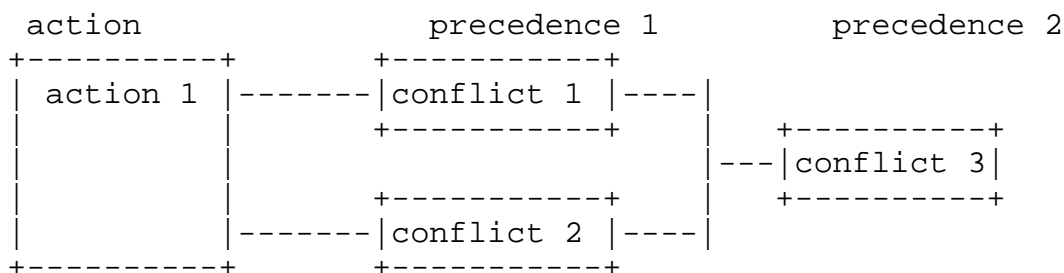 action precedence 1 precedence 2
action 1 conflict 1
conflict 3
conflict 2